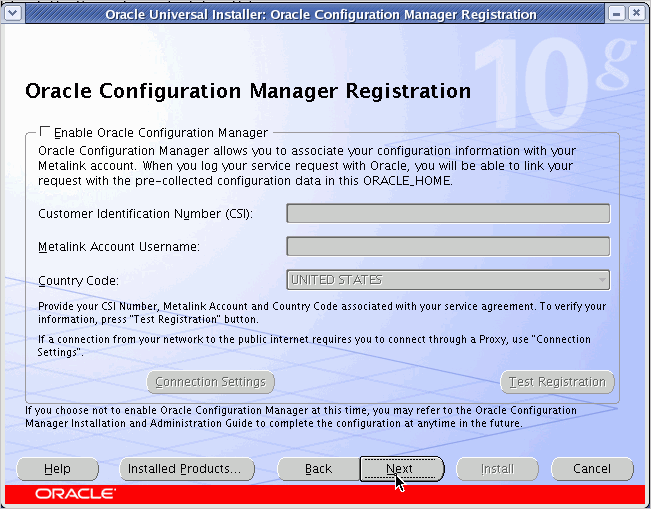 Oracle Universal Installer: Oracle Configuration Manager Registration
10g
Oracle Configuration Manager Registration
Enable Oracle Configuration Manager
Oracle Configuration Manager allows you to associate your configuration information with your
Metalink account. When you log your service request with Oracle, you will be able to link your
request with the pre-collected configuration data in this ORACLE_HOME.
Customer Identification Number (CSI):
Metalink Account Username:
Country Code:
UNITED STATES
Provide your CSI Number, Metalink Account and Country Code associated with your service agreement. To verify your
information, press "Test Registration" button.
If a connection from your network to the public internet requires you to connect through a Proxy, use "Connection
Settings".
Connection Settings
Test Registration
If you choose not to enable Oracle Configuration Manager at this time, you may refer to the Oracle Configuration
Manager Installation and Administration Guide to complete the configuration at anytime in the future.
Help
Installed Products...
Back
Next
Install
Cancel
ORACLE